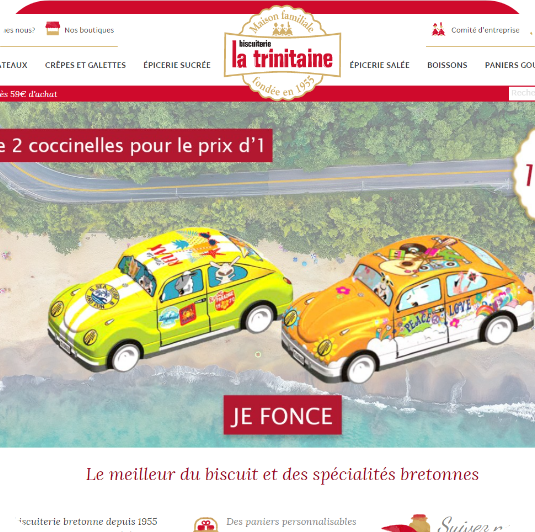 nes nous?
Nos boutiques
Maison familiale
Comité d'entreprise
ATEAUX
CRÊPES ET GALETTES
ÉPICERIE SUCRÉE
biscuiterie
la trinitaine
fondée en 1955
ÉPICERIE SALÉE
BOISSONS
PANIERS GOU
ès 59€ d'achat
Reche
e 2 coccinelles pour le prix d'1
1
PEACE LOVE
JE FONCE
Le meilleur du biscuit et des spécialités bretonnes
iscuiterie bretonne depuis 1955
Des paniers personnalisables
Suivez n